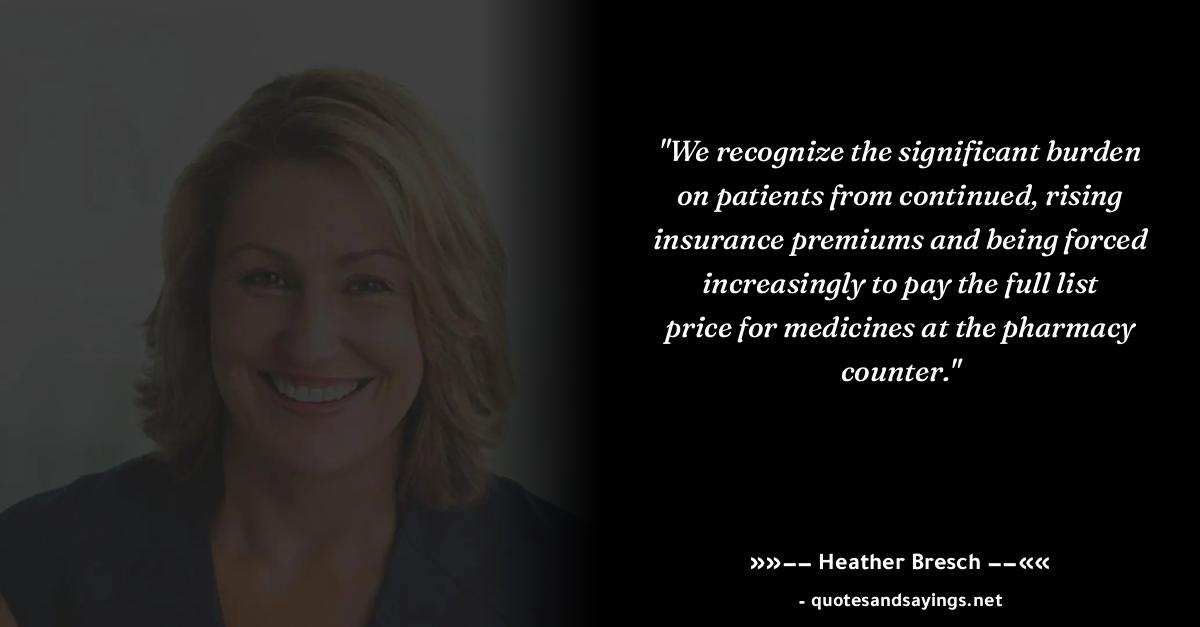 "We recognize the significant burden
on patients from continued, rising
insurance premiums and being forced
increasingly to pay the full list
price for medicines at the pharmacy
counter."
»»–– Heather Bresch ––««
- quotesandsayings.net